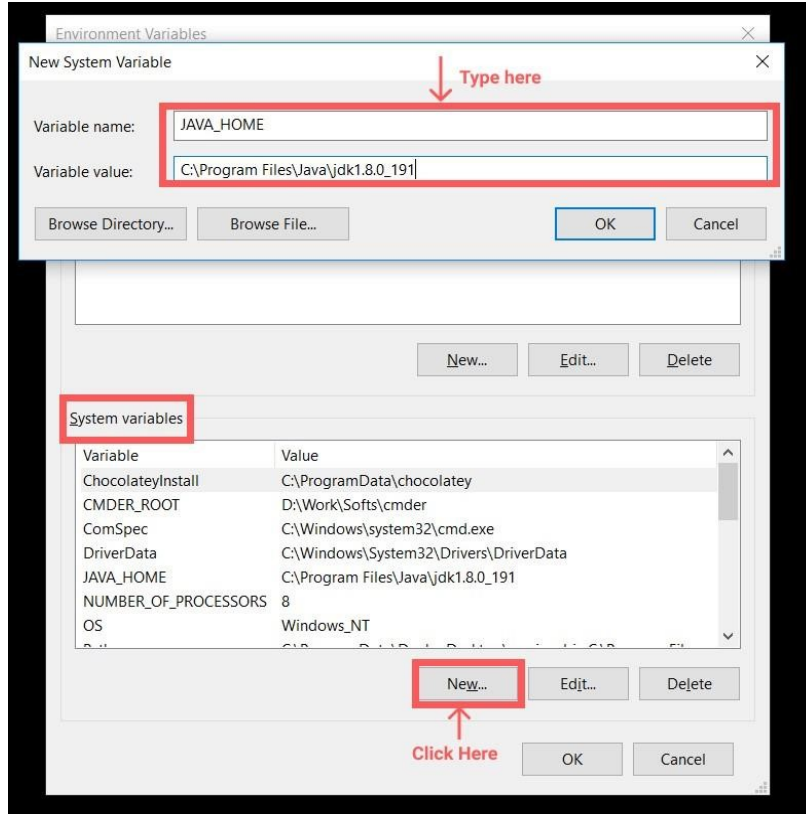 Environment Variables
New System Variable
Type here
Variable name: JAVA_HOME
Variable value: C:\Program Files\Java\jdk1.8.0_191
Browse Directory... Browse File... OK Cancel
New... Edit... Delete
System variables
Variable Value
ChocolateyInstall C:\ProgramData\chocolatey
CMDER_ROOT D:\Work\Softs\cmder
ComSpec C:\Windows\system32\cmd.exe
DriverData C:\Windows\System32\Drivers\DriverData
JAVA_HOME C:\Program Files\Java\jdk1.8.0_191
NUMBER_OF_PROCESSORS 8
OS Windows_NT
New... Edit... Delete
Click Here
OK Cancel